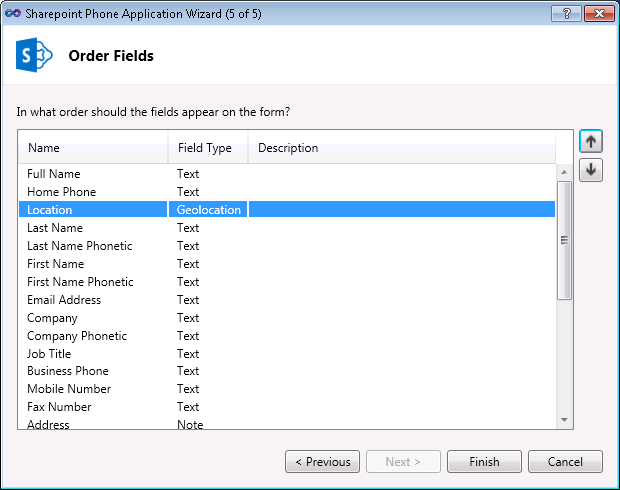 Sharepoint Phone Application Wizard (5 of 5)
?
S
Order Fields
In what order should the fields appear on the form?
Name Field Type Description
Full Name Text
Home Phone Text
Location Geolocation
Last Name Text
Last Name Phonetic Text
First Name Text
First Name Phonetic Text
Email Address Text
Company Text
Company Phonetic Text
Job Title Text
Business Phone Text
Mobile Number Text
Fax Number Text
Address Note
< Previous Next > Finish Cancel